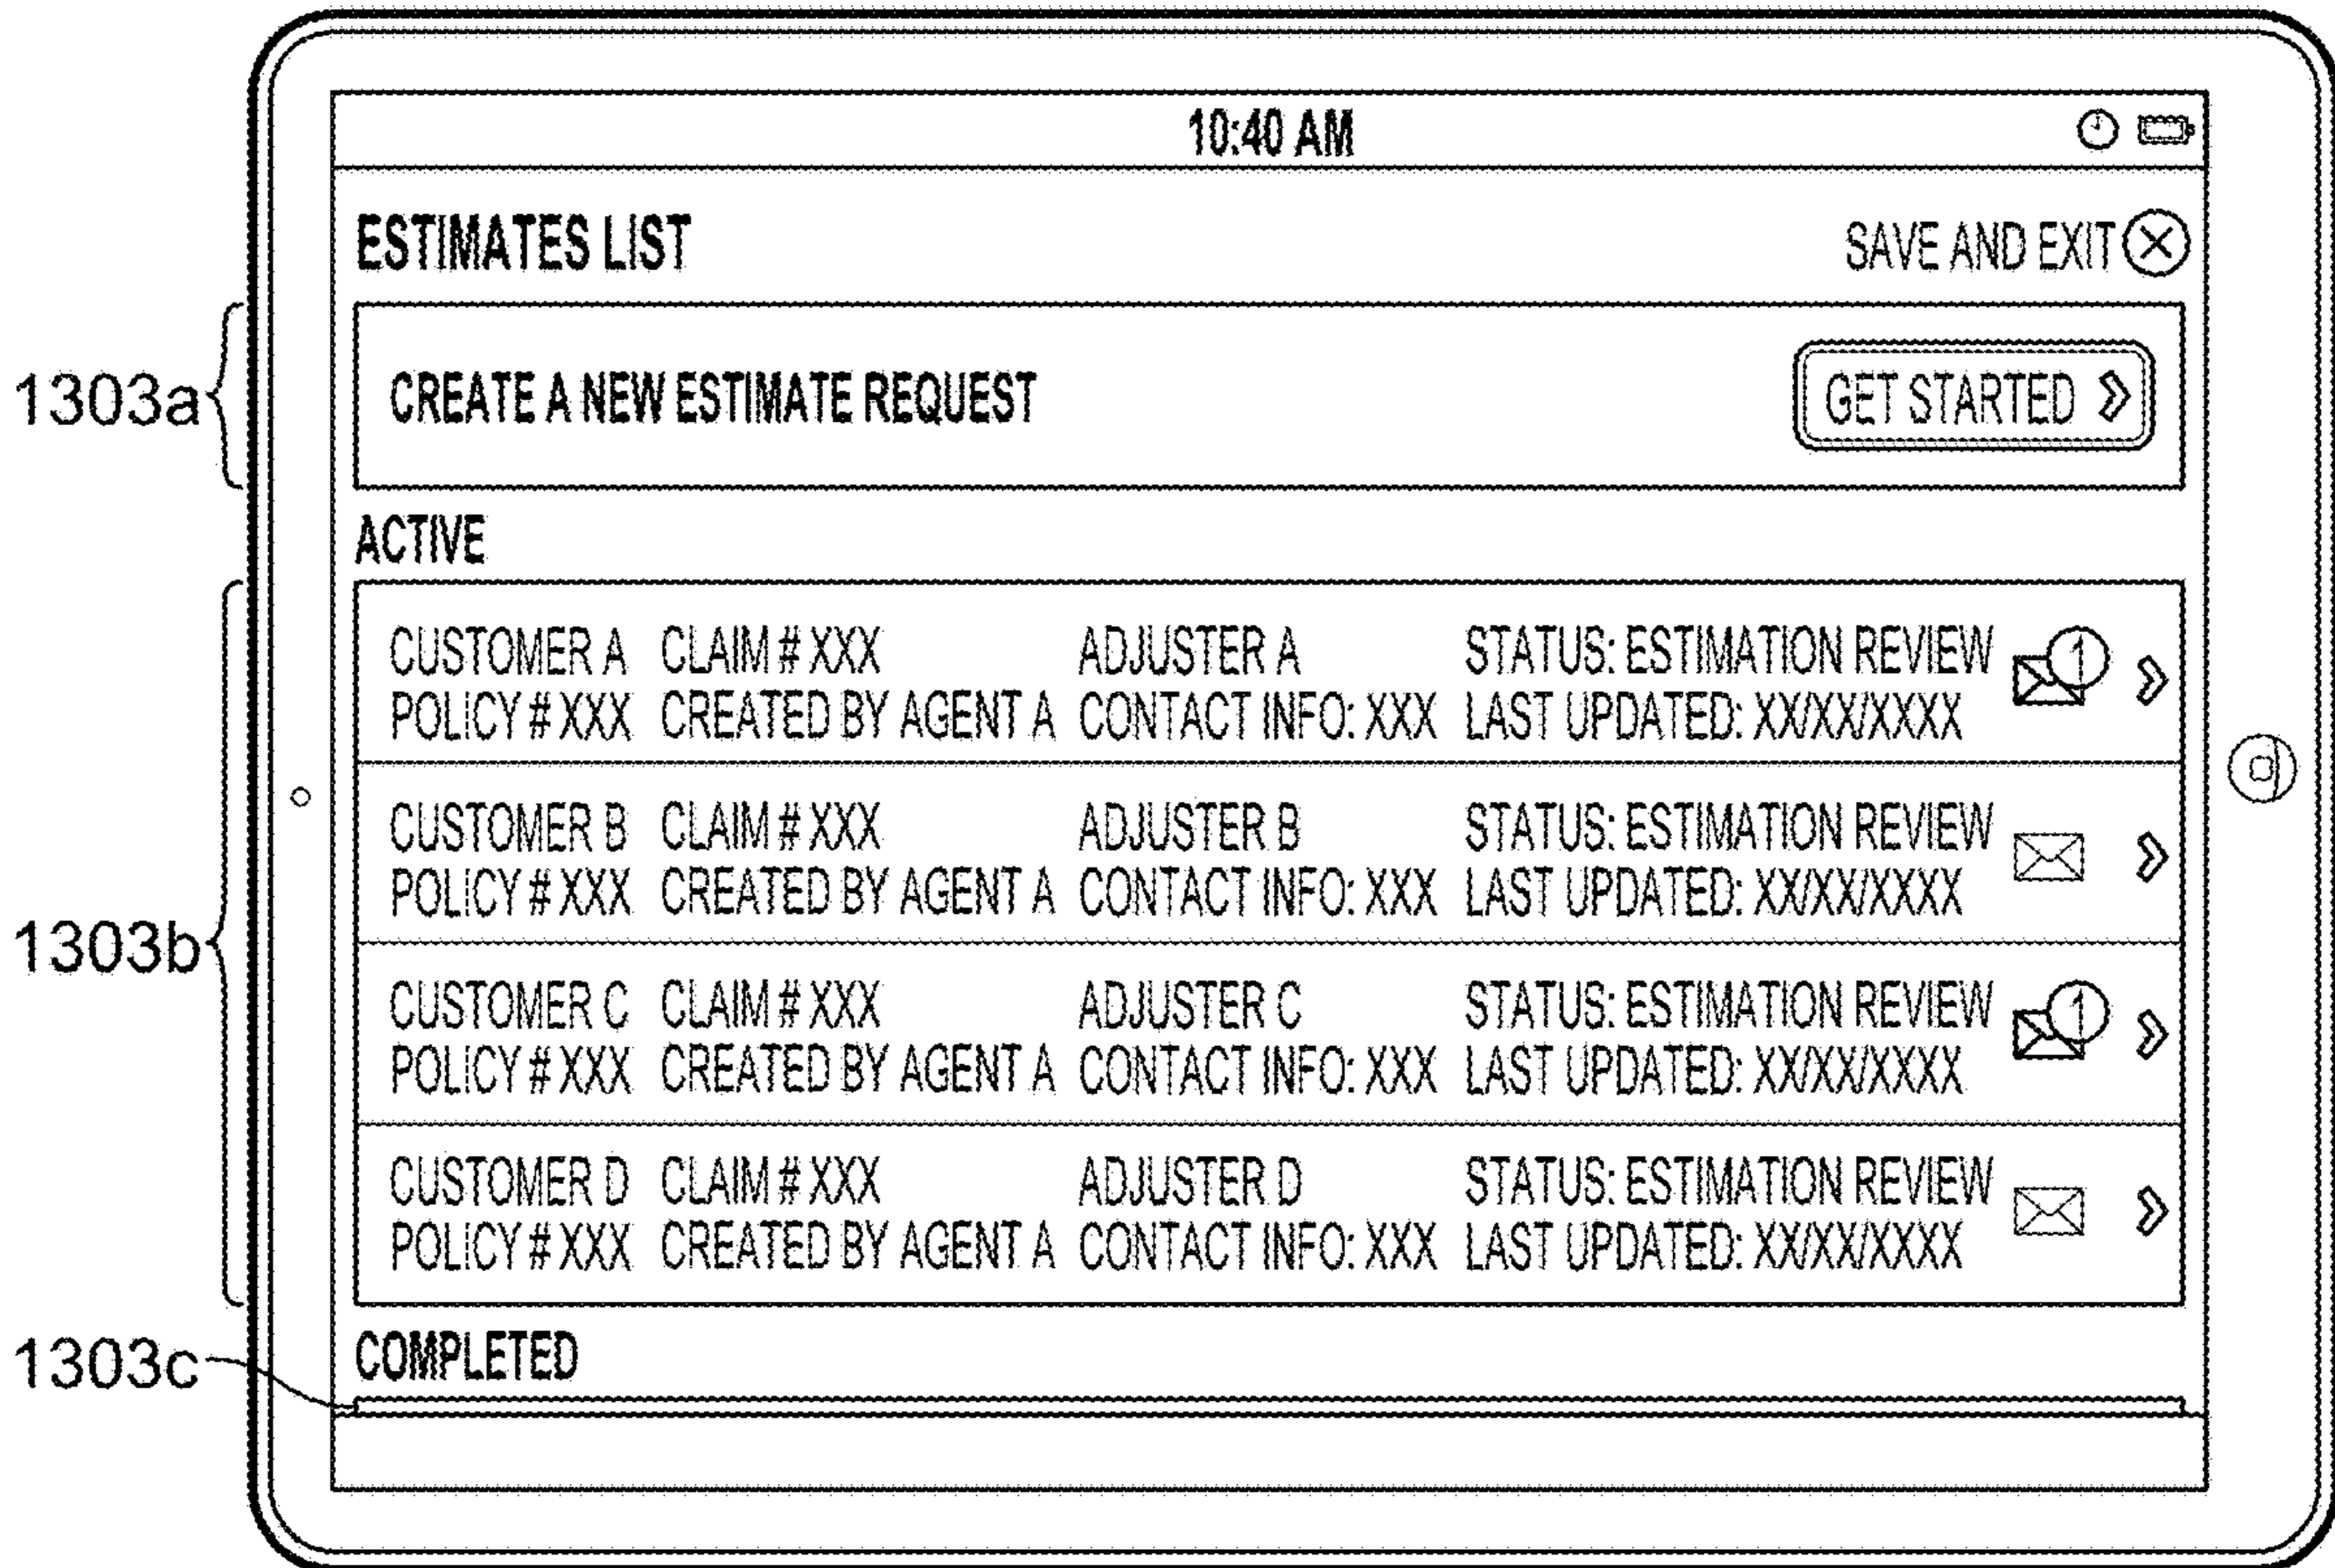 10:40 AM
ESTIMATES LIST SAVE AND EXIT
1303a
CREATE A NEW ESTIMATE REQUEST GET STARTED
ACTIVE
1303b
CUSTOMER A CLAIM # XXX ADJUSTER A STATUS: ESTIMATION REVIEW 1
POLICY # XXX CREATED BY AGENT A CONTACT INFO: XXX LAST UPDATED: XX/XX/XXXX
CUSTOMER B CLAIM # XXX ADJUSTER B STATUS: ESTIMATION REVIEW
POLICY # XXX CREATED BY AGENT A CONTACT INFO: XXX LAST UPDATED: XX/XX/XXXX
CUSTOMER C CLAIM # XXX ADJUSTER C STATUS: ESTIMATION REVIEW 1
POLICY # XXX CREATED BY AGENT A CONTACT INFO: XXX LAST UPDATED: XX/XX/XXXX
CUSTOMER D CLAIM # XXX ADJUSTER D STATUS: ESTIMATION REVIEW
POLICY # XXX CREATED BY AGENT A CONTACT INFO: XXX LAST UPDATED: XX/XX/XXXX
1303c
COMPLETED